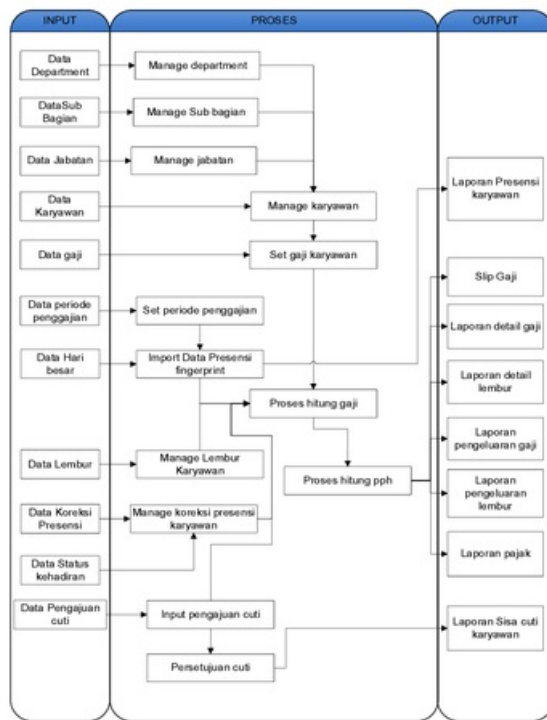 INPUT
PROSES
OUTPUT
Data
Department
Manage department
DataSub
Bagian
Manage Sub bagian
Data Jabatan
Manage jabatan
Laporan Presensi
karyawan
Data
Karyawan
Manage karyawan
Data gaji
Set gaji karyawan
Slip Gaji
Data periode
penggajian
Set periode penggajian
Laporan detail gaji
Data Hari
besar
Import Data Presensi
fingerprint
Laporan detail
lembur
Proses hitung gaji
Laporan
pengeluaran gaji
Data Lembur
Manage Lembur
Karyawan
Proses hitung pph
Laporan
pengeluaran
lembur
Data Koreksi
Presensi
Manage koreksi presensi
karyawan
Laporan pajak
Data Status
kehadiran
Data Pengajuan
cuti
Input pengajuan cuti
Laporan Sisa cuti
karyawan
Persetujuan cuti